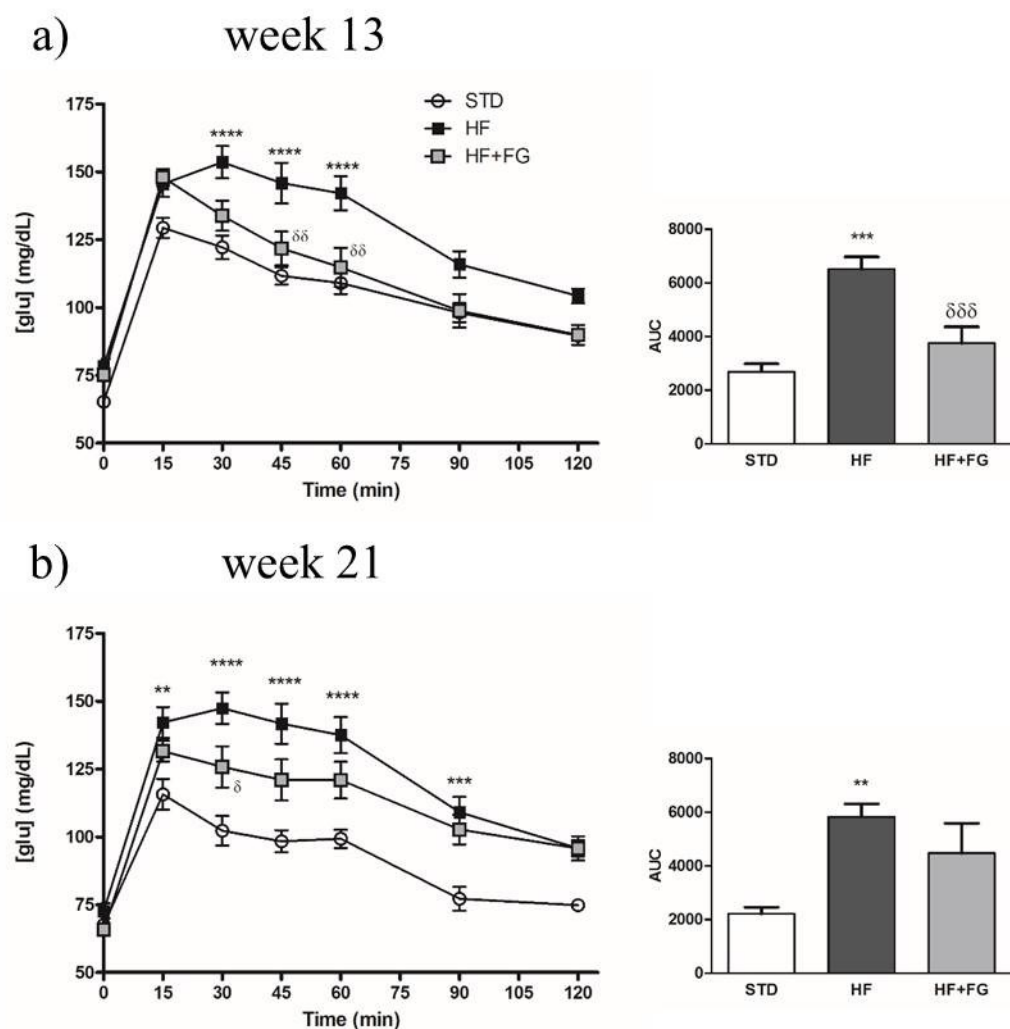 a) week 13
STD
HF
HF+FG
175
150
125
100
75
50
[glu] (mg/dL)
**** **** ****
δδ δδ
0 15 30 45 60 75 90 105 120
Time (min)
8000
6000
4000
2000
0
AUC
***
δδδ
STD HF HF+FG
b) week 21
175
150
125
100
75
50
[glu] (mg/dL)
** **** **** **** ***
δ
0 15 30 45 60 75 90 105 120
Time (min)
8000
6000
4000
2000
0
AUC
**
STD HF HF+FG